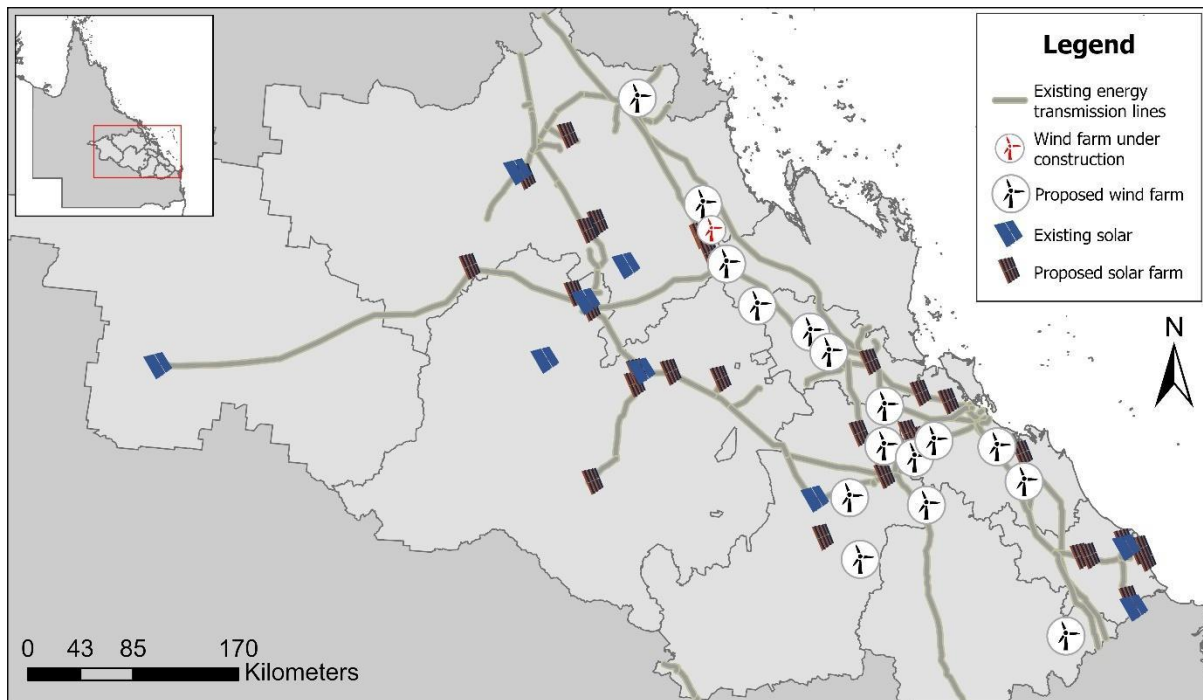 Legend
Existing energy
transmission lines
Wind farm under
construction
Proposed wind farm
Existing solar
Proposed solar farm
N
0 43 85 170
Kilometers